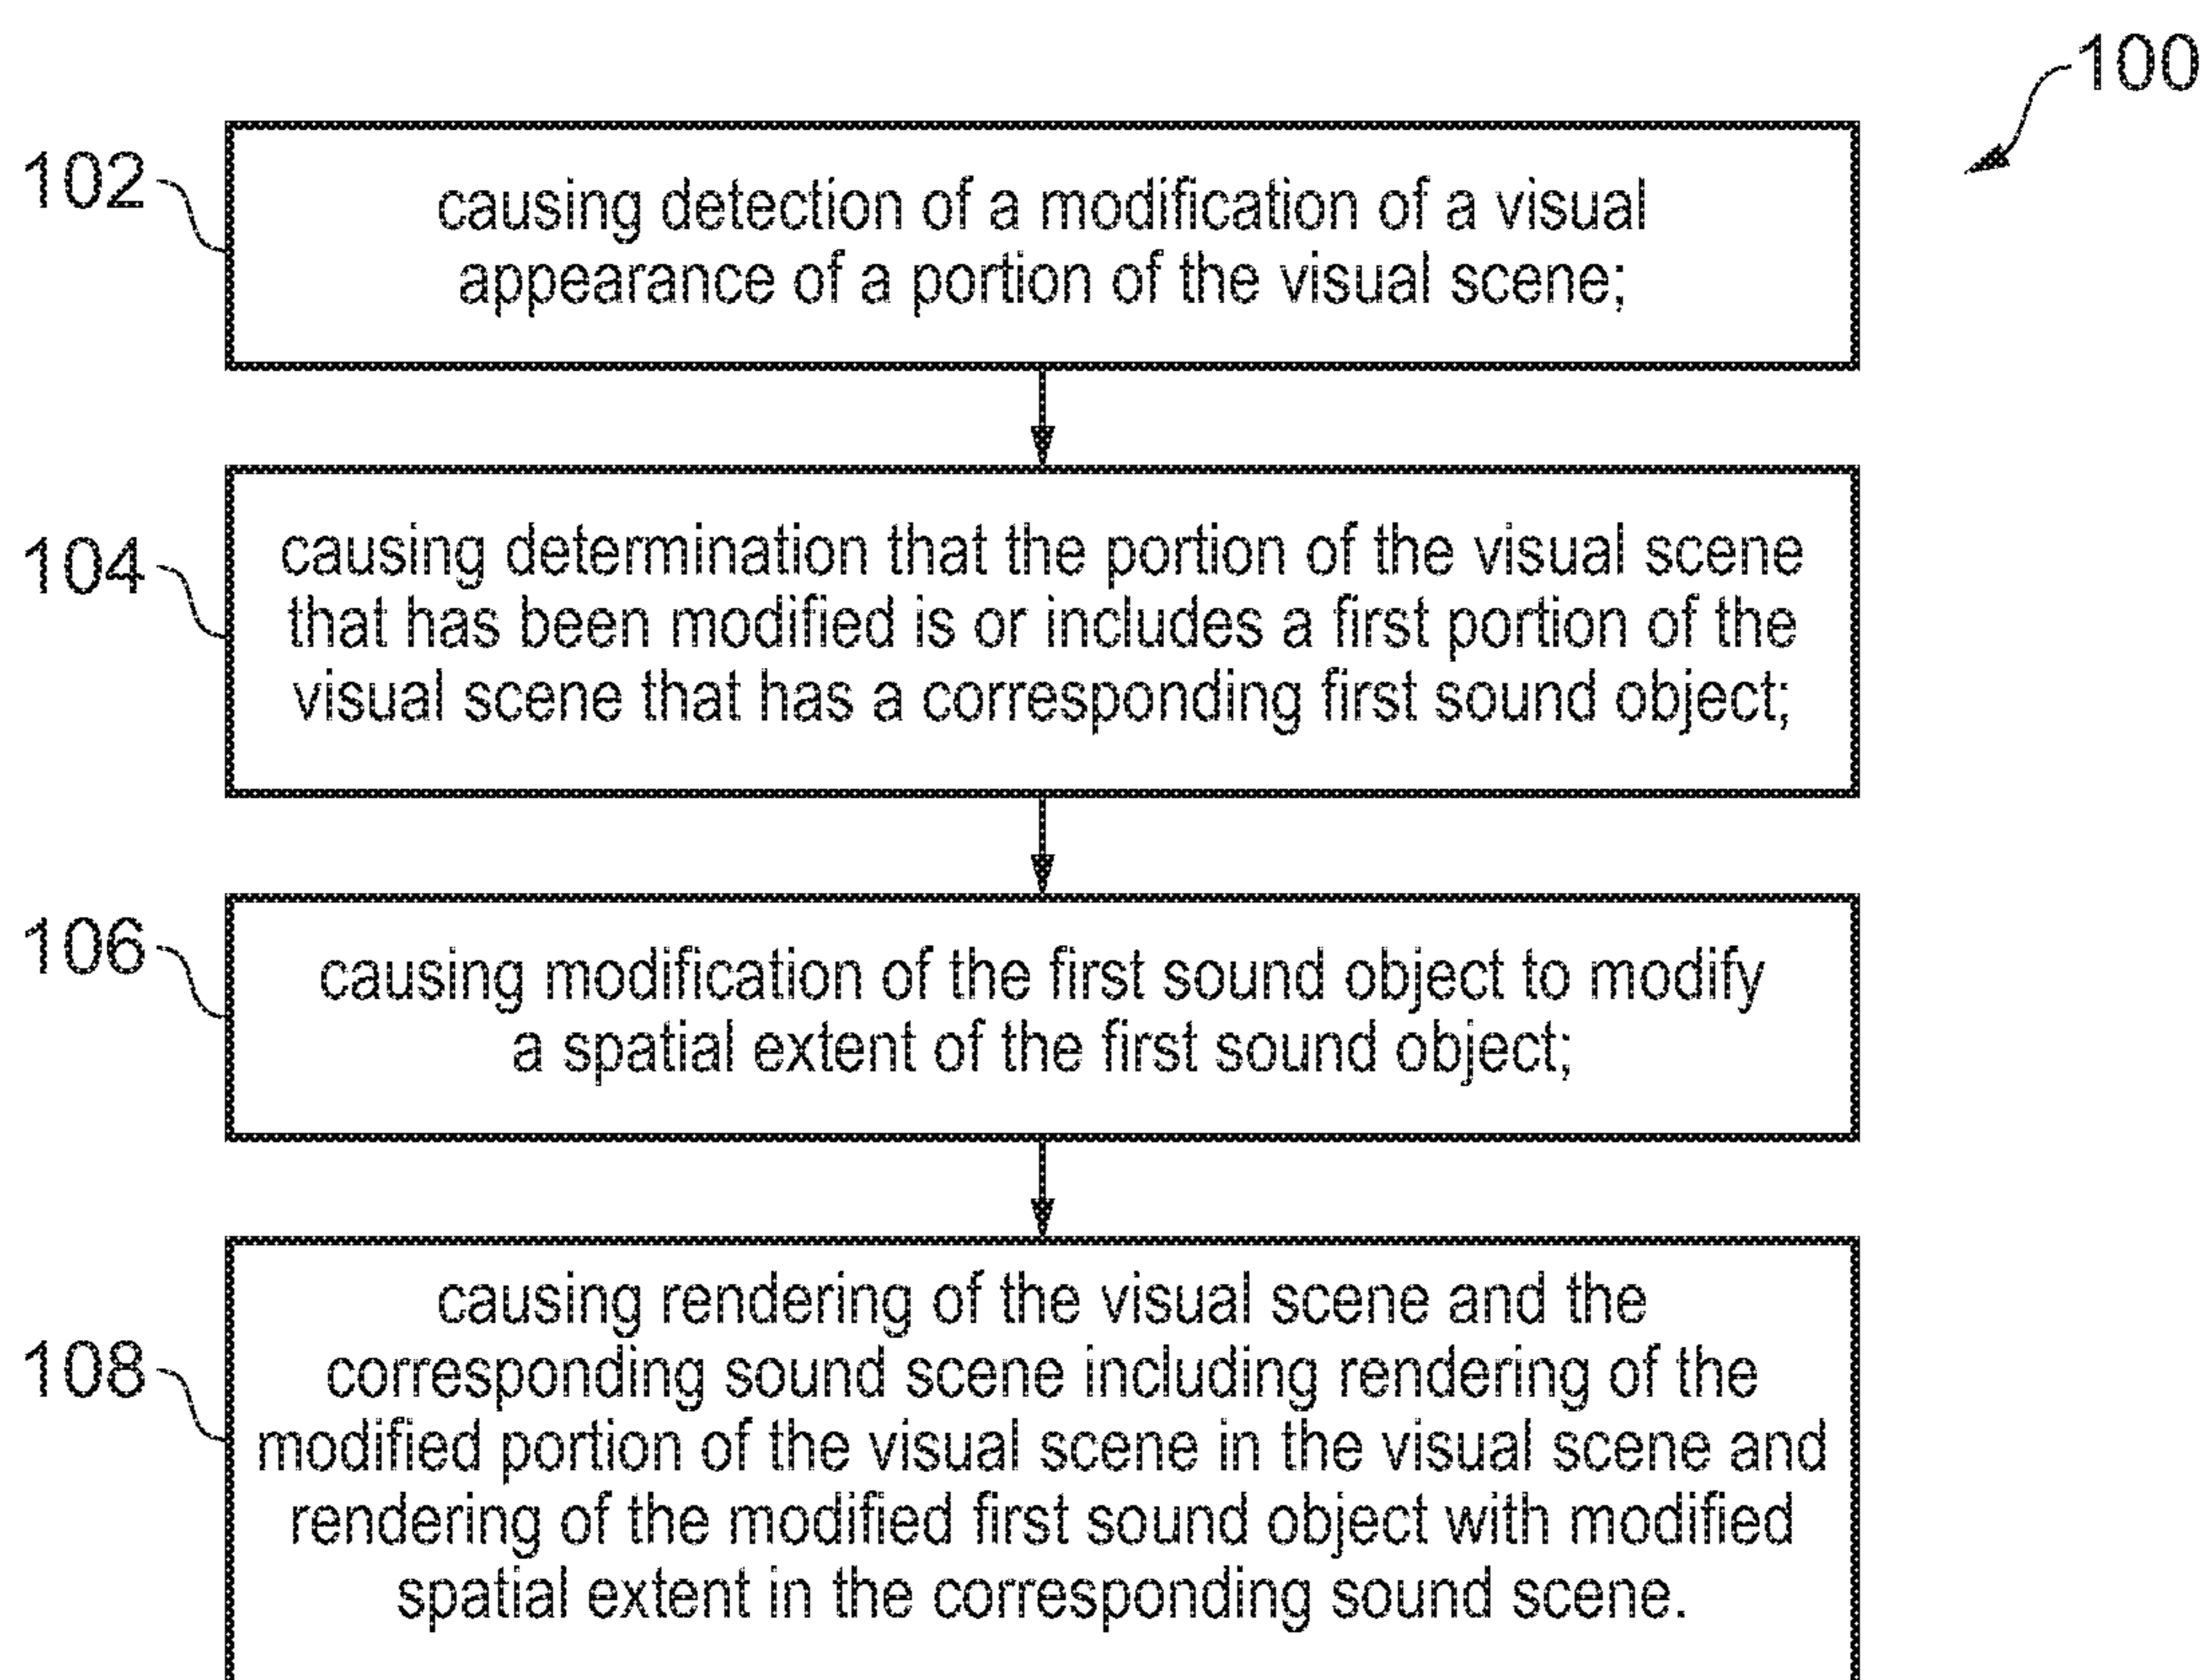 100
102
causing detection of a modification of a visual
appearance of a portion of the visual scene;
104
causing determination that the portion of the visual scene
that has been modified is or includes a first portion of the
visual scene that has a corresponding first sound object;
106
causing modification of the first sound object to modify
a spatial extent of the first sound object;
108
causing rendering of the visual scene and the
corresponding sound scene including rendering of the
modified portion of the visual scene in the visual scene and
rendering of the modified first sound object with modified
spatial extent in the corresponding sound scene.